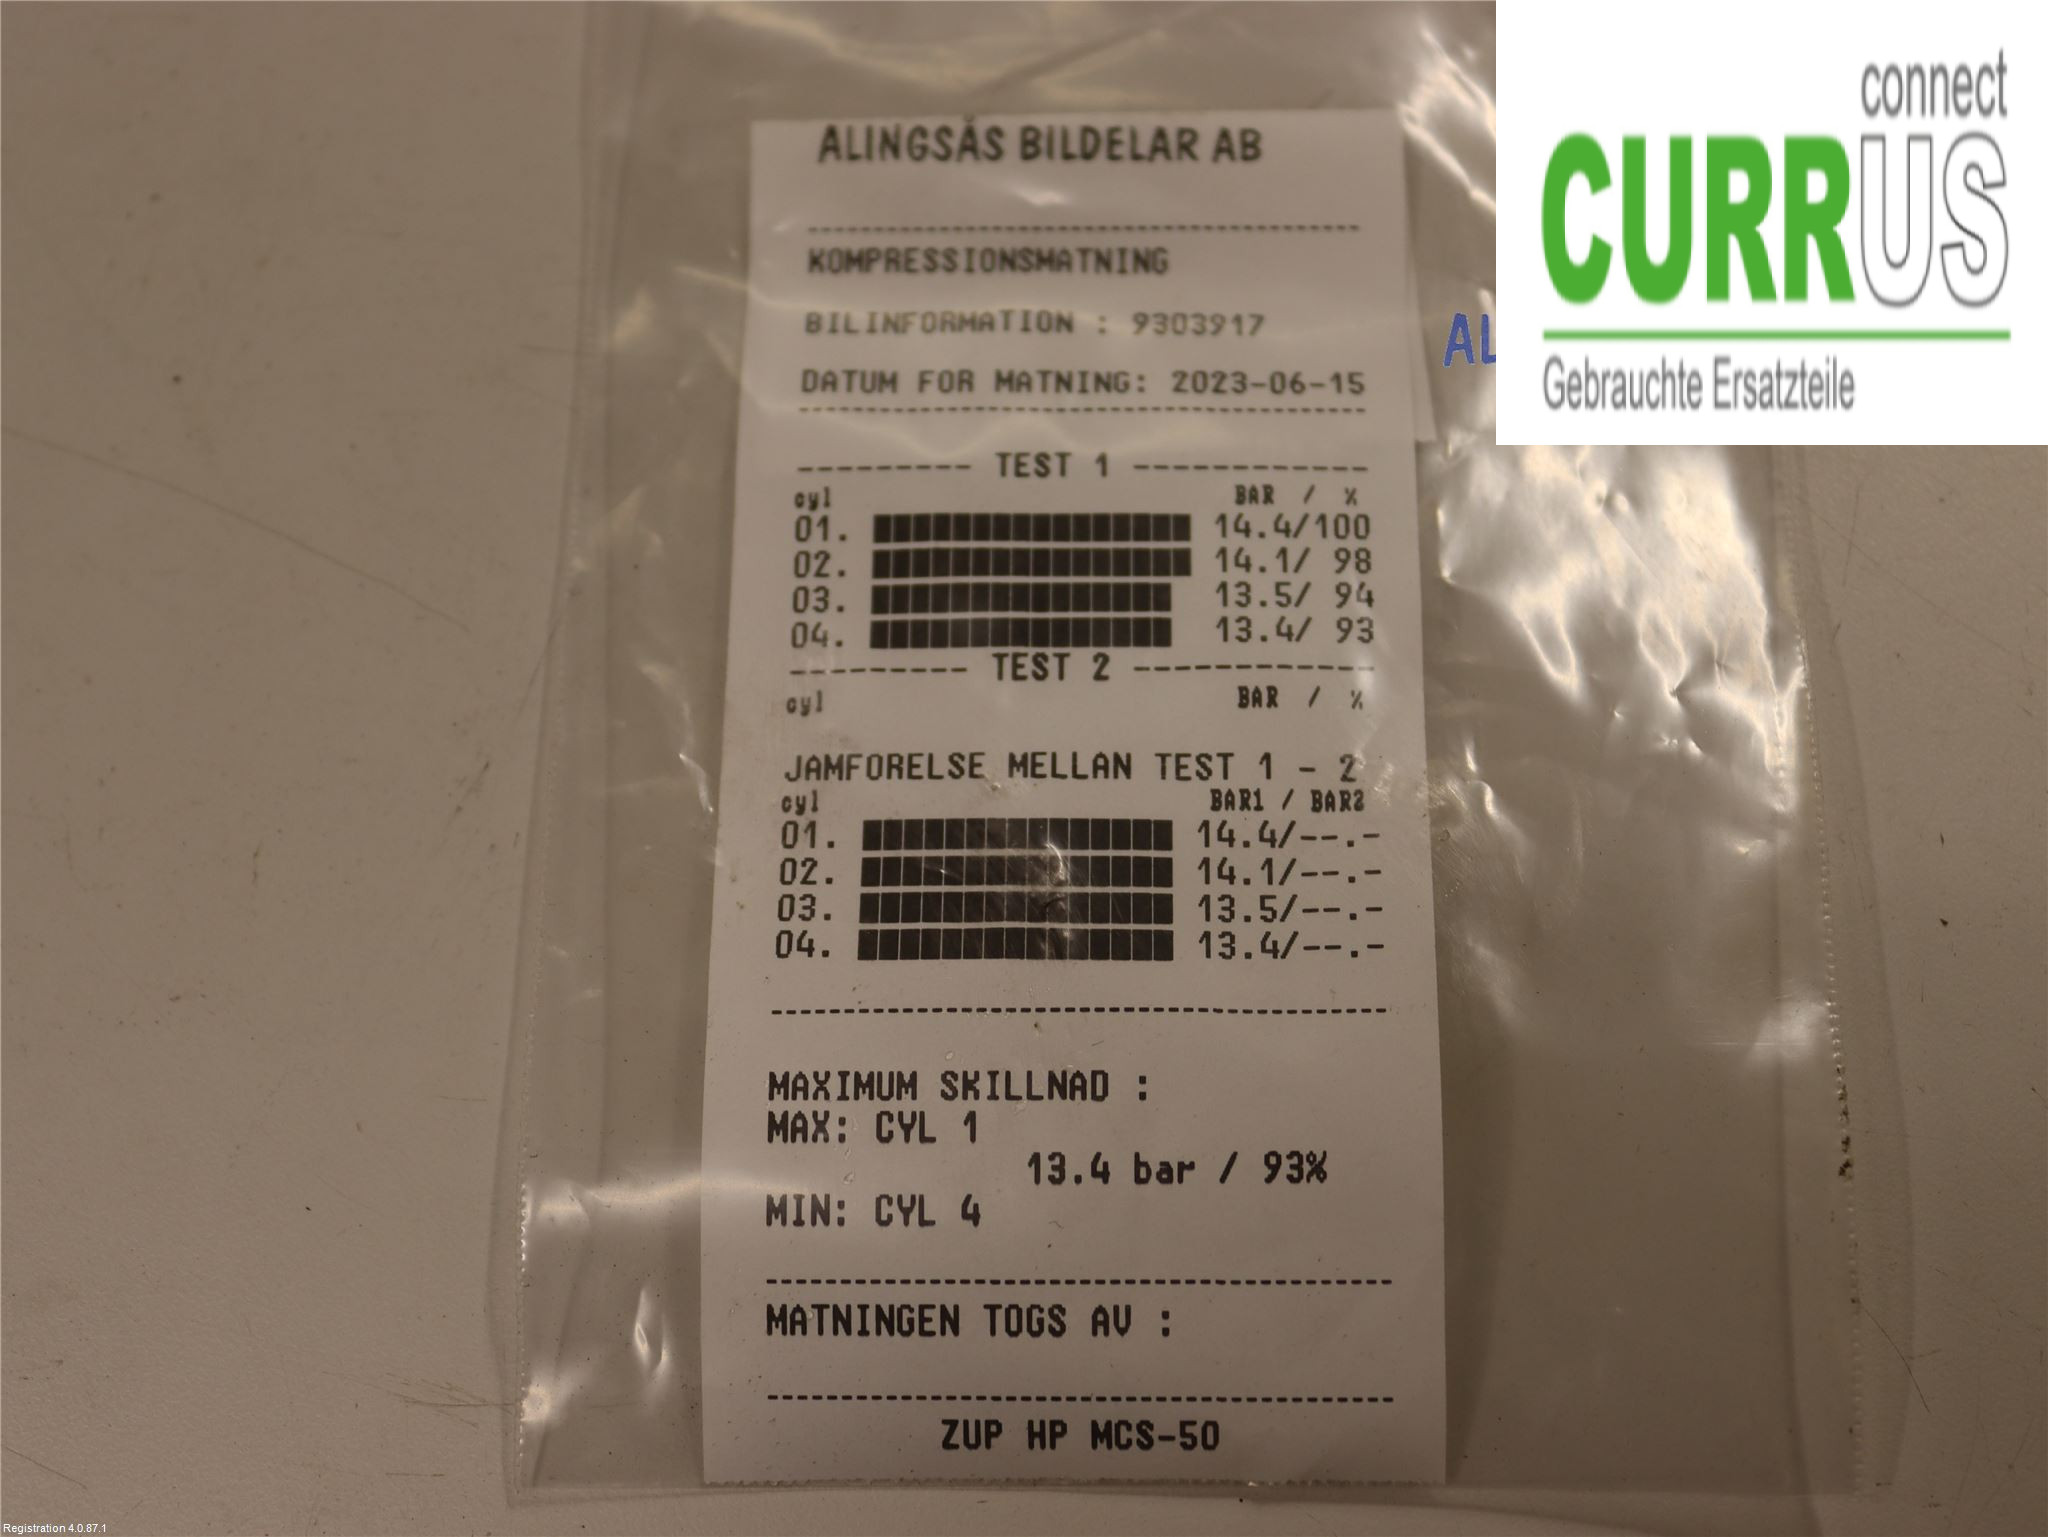 ALINGSÅS BILDELAR AB
KOMPRESSIONSMATNING
BILINFORMATION : 9303917
DATUM FOR MATNING: 2023-06-15
--------- TEST 1 ------------
cyl BAR / %
01. 14.4/100
02. 14.1/ 98
03. 13.5/ 94
04. 13.4/ 93
--------- TEST 2 ------------
cyl BAR / %
JAMFORELSE MELLAN TEST 1 - 2
cyl BAR1 / BAR2
01. 14.4/--.-
02. 14.1/--.-
03. 13.5/--.-
04. 13.4/--.-
MAXIMUM SKILLNAD :
MAX: CYL 1
13.4 bar / 93%
MIN: CYL 4
MATNINGEN TOGS AV :
ZUP HP MCS-50
AL
connect
CURRUS
Gebrauchte Ersatzteile
Registration 4.0.87.1